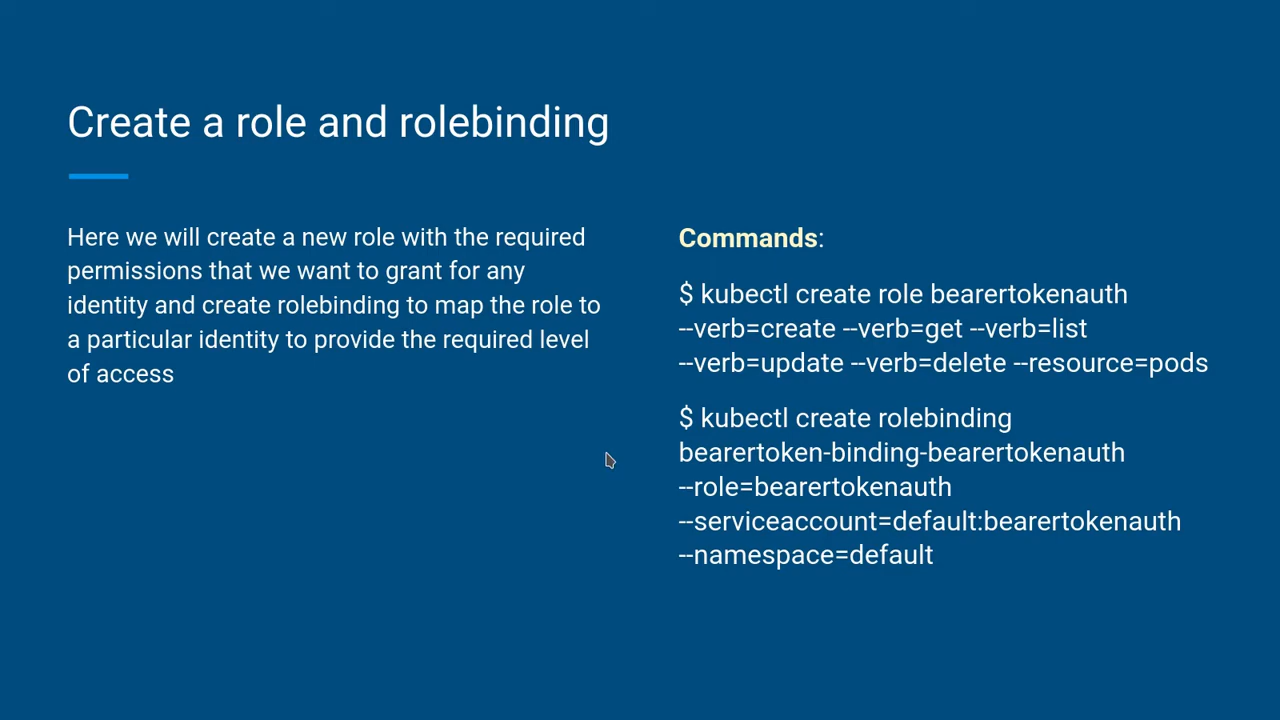 Create a role and rolebinding
Here we will create a new role with the required
permissions that we want to grant for any
identity and create rolebinding to map the role to
a particular identity to provide the required level
of access
Commands:
$ kubectl create role bearertokenauth
--verb=create --verb=get --verb=list
--verb=update --verb=delete --resource=pods
$ kubectl create rolebinding
bearertoken-binding-bearertokenauth
--role=bearertokenauth
--serviceaccount=default:bearertokenauth
--namespace=default